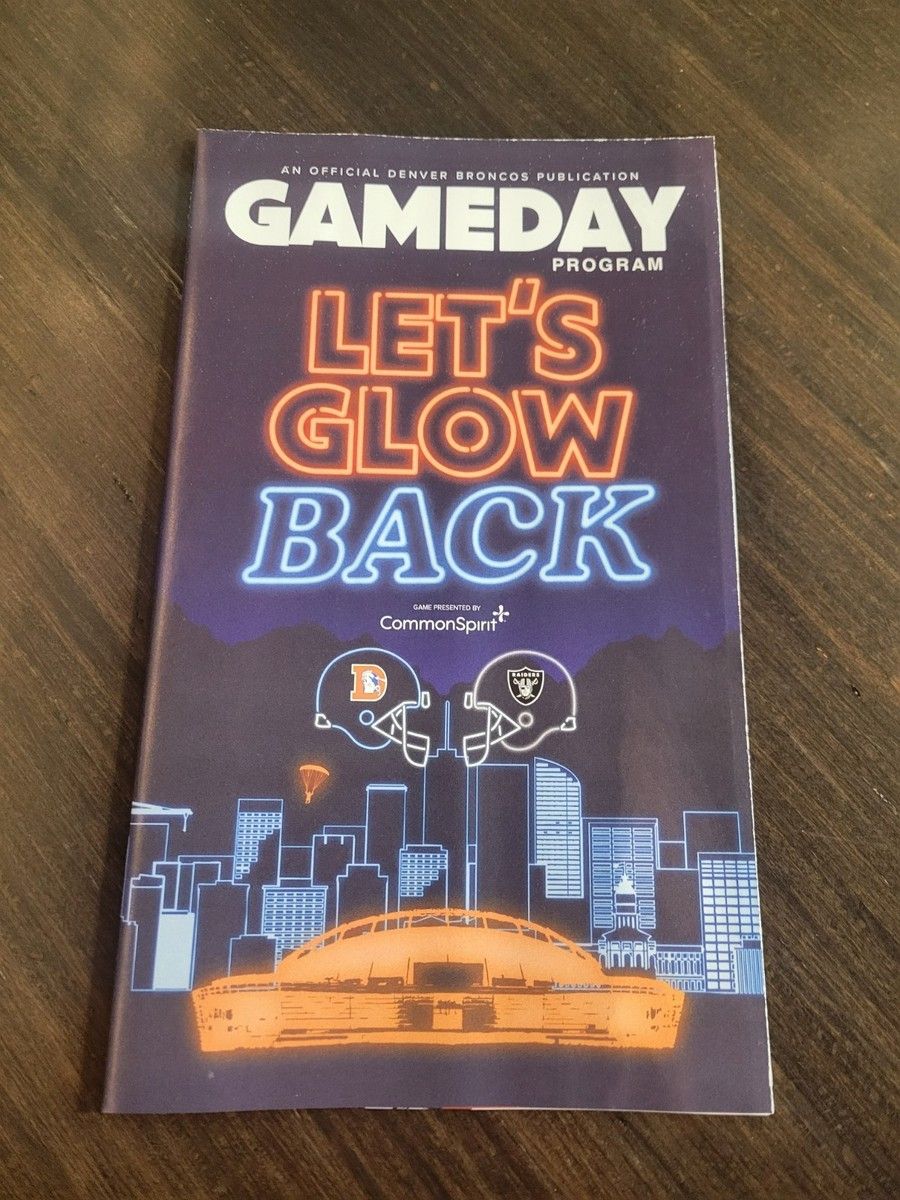 AN OFFICIAL DENVER BRONCOS PUBLICATION
GAMEDAY
PROGRAM
LET'S
GLOW
BACK
GAME PRESENTED BY
CommonSpirit
D
RAIDERS